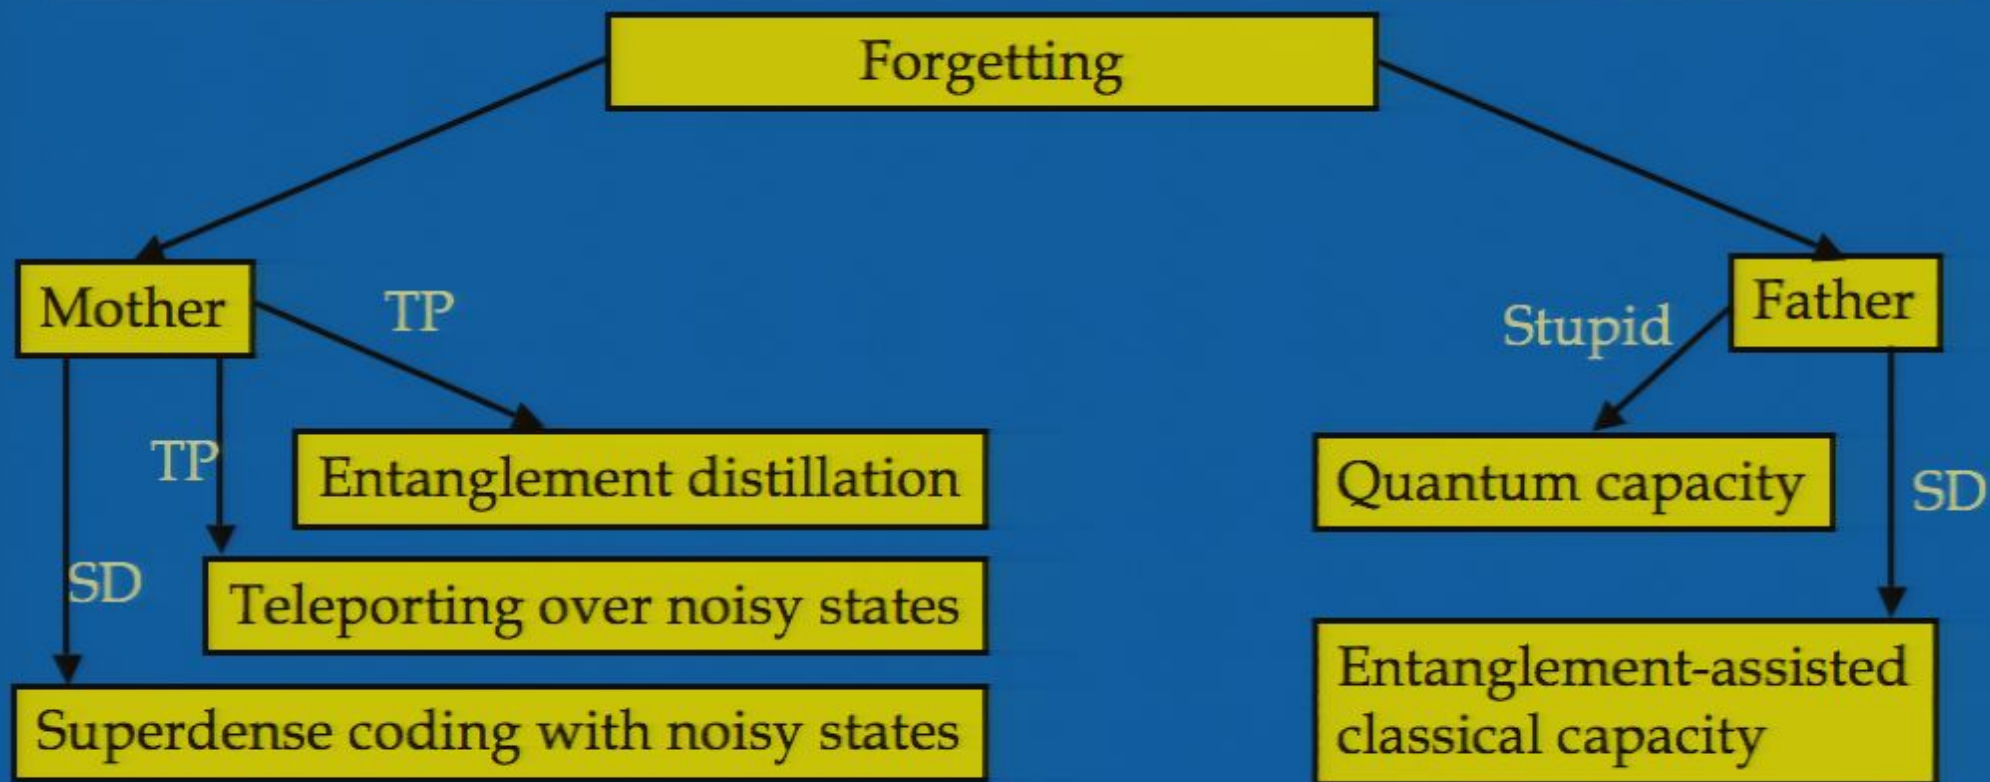 Forgetting
Mother
TP
Stupid
Father
TP
Entanglement distillation
Quantum capacity
SD
SD
Teleporting over noisy states
Superdense coding with noisy states
Entanglement-assisted
classical capacity